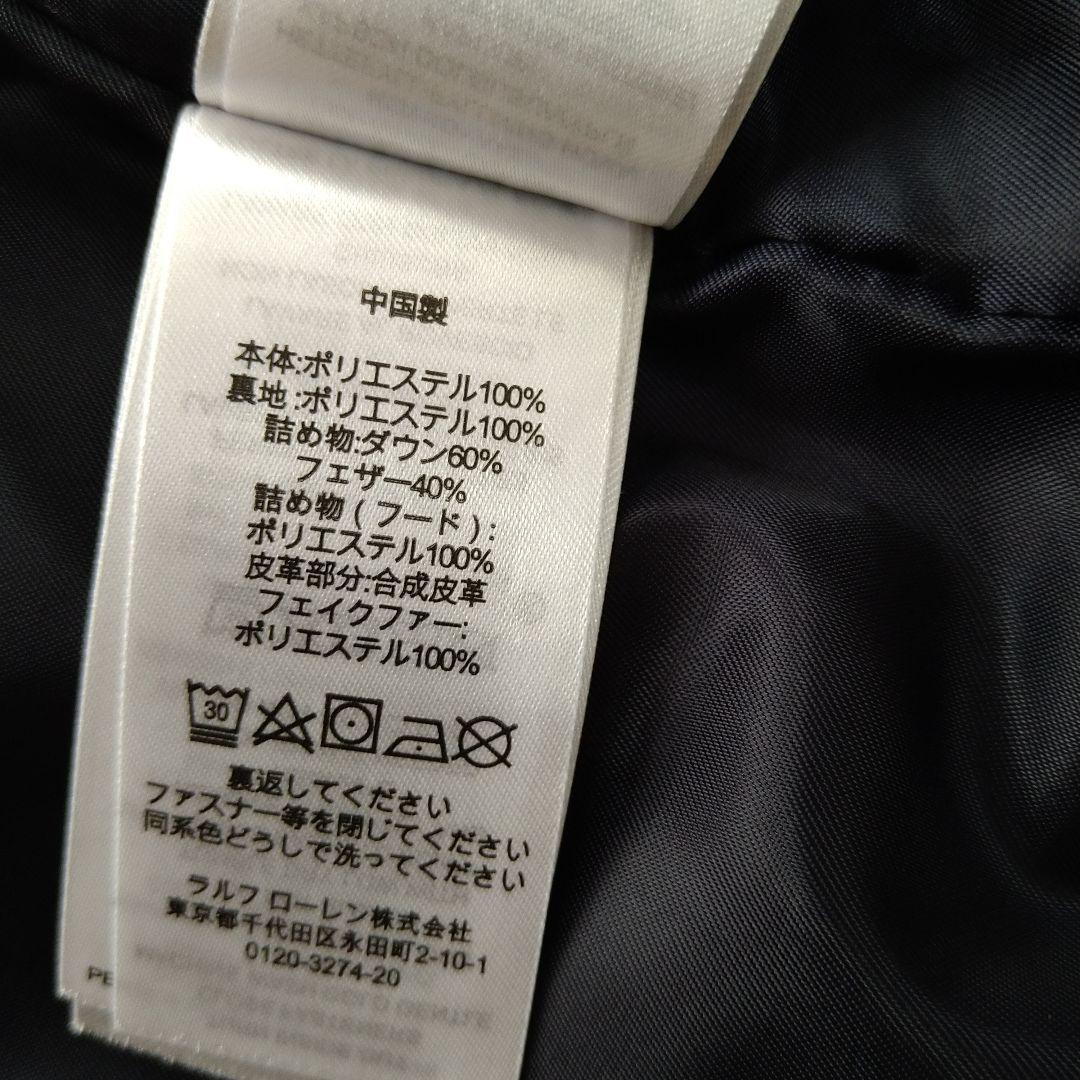 中国製
本体:ポリエステル100%
裏地:ポリエステル100%
詰め物:ダウン60%
フェザー40%
詰め物(フード):
ポリエステル100%
皮革部分:合成皮革
フェイクファー:
ポリエステル100%
30
裏返してください
ファスナー等を閉じてください
同系色どうしで洗ってください
ラルフ ローレン株式会社
東京都千代田区永田町2-10-1
0120-3274-20